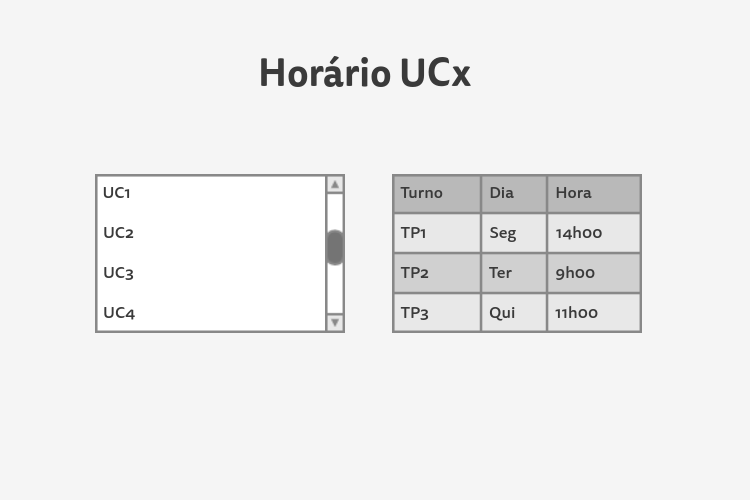 Horário UCx
UC1
UC2
UC3
UC4
Turno Dia Hora
TP1 Seg 14h00
TP2 Ter 9h00
TP3 Qui 11h00